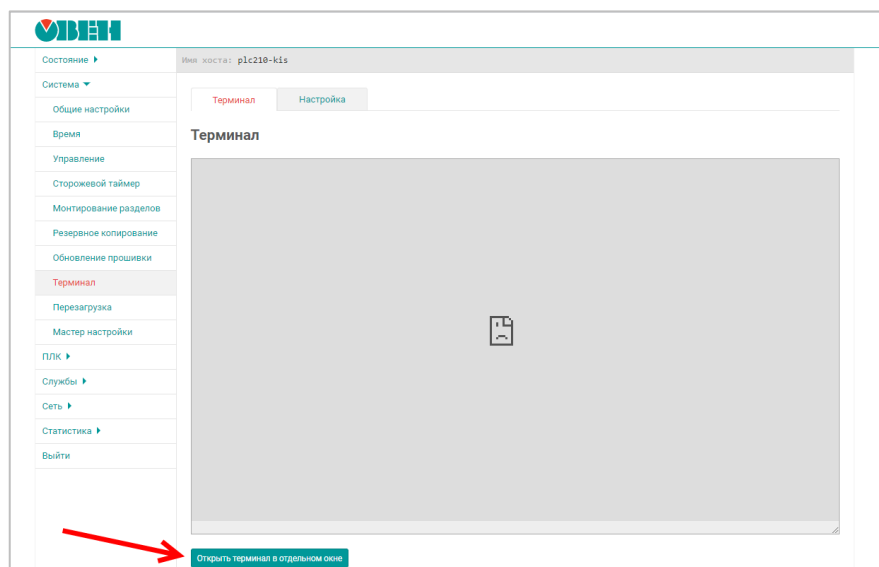 ОВЕН
Состояние
Имя хоста: plc210-kis
Система
Терминал Настройка
Общие настройки
Время
Терминал
Управление
Сторожевой таймер
Монтирование разделов
Резервное копирование
Обновление прошивки
Терминал
Перезагрузка
Мастер настройки
ПЛК
Службы
Сеть
Статистика
Выйти
Открыть терминал в отдельном окне